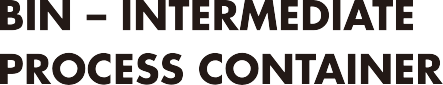 BIN – INTERMEDIATE
PROCESS CONTAINER